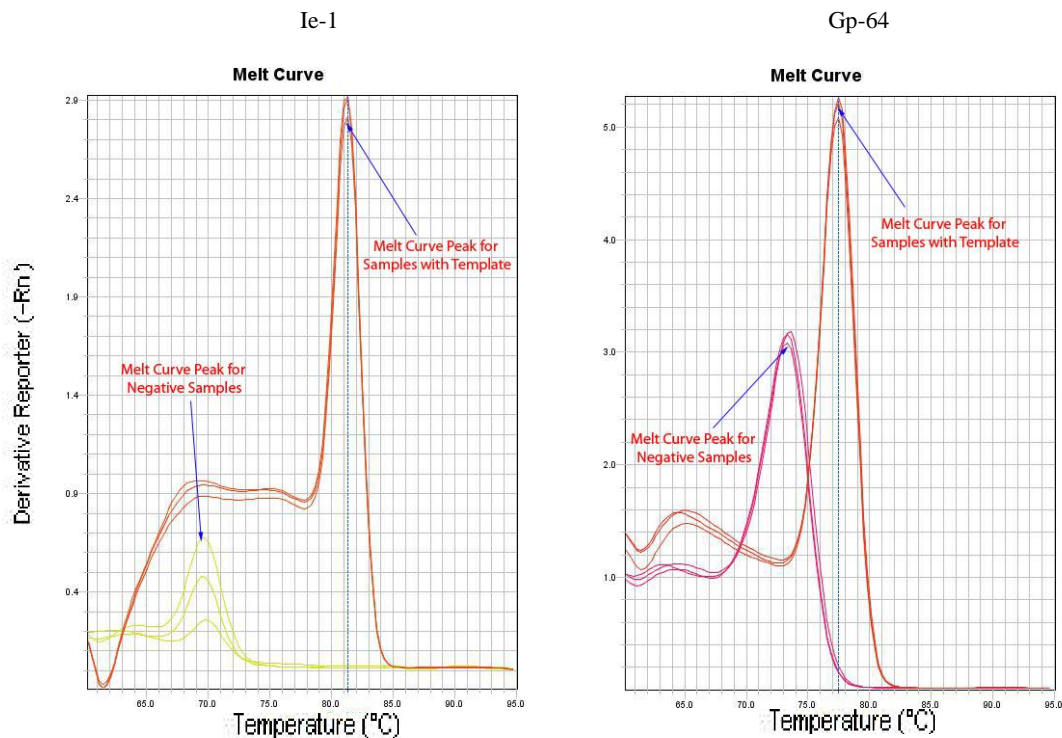 Ie-1
Melt Curve
2.9
2.4
1.9
1.4
0.9
0.4
Melt Curve Peak for
Samples with Template
Melt Curve Peak for
Negative Samples
65.0 70.0 75.0 80.0 85.0 90.0 95.0
Temperature (°C)
Derivative Reporter (-Rn)
Gp-64
Melt Curve
5.0
4.0
3.0
2.0
1.0
Melt Curve Peak for
Samples with Template
Melt Curve Peak for
Negative Samples
65.0 70.0 75.0 80.0 85.0 90.0 95.0
Temperature (°C)